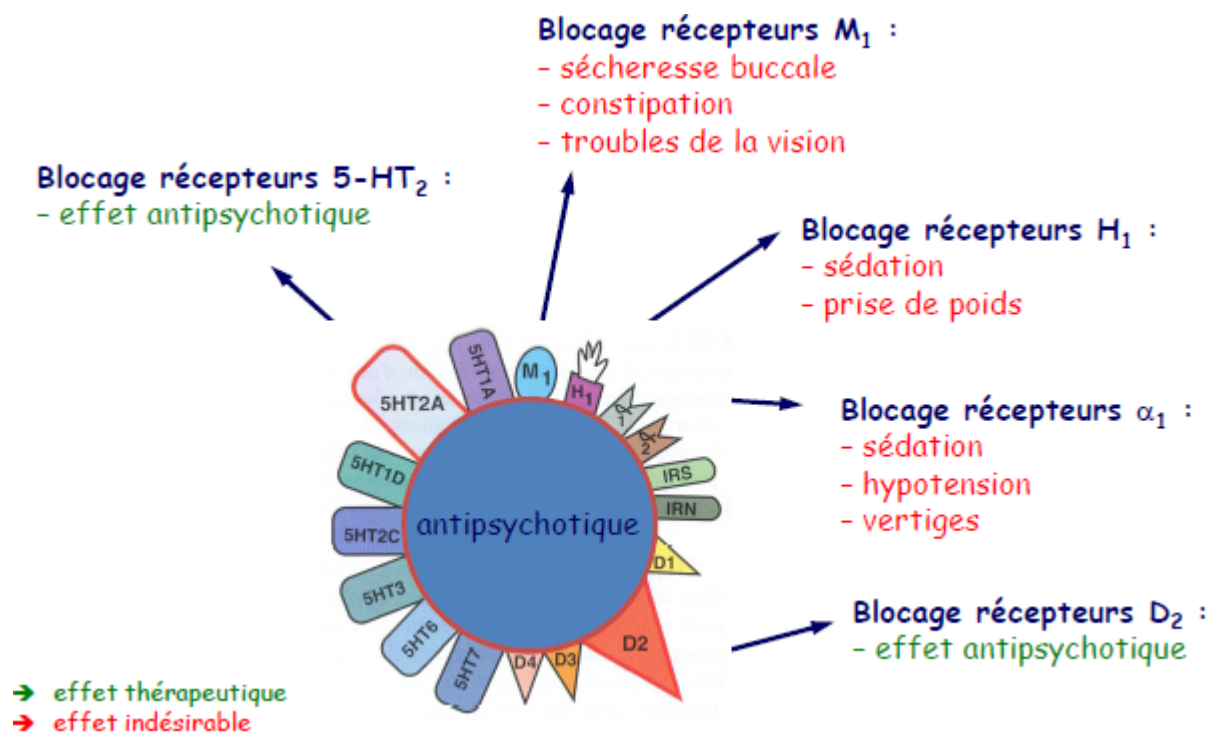 Blocage récepteurs M1 :
– sécheresse buccale
– constipation
– troubles de la vision
Blocage récepteurs 5-HT2 :
– effet antipsychotique
Blocage récepteurs H1 :
– sédation
– prise de poids
Blocage récepteurs α1 :
– sédation
– hypotension
– vertiges
Blocage récepteurs D2 :
– effet antipsychotique
antipsychotique
5HT2A
5HT1A
M1
H1
α1
α2
IRS
IRN
D1
D2
D3
D4
5HT7
5HT6
5HT3
5HT2C
5HT1D
➔ effet thérapeutique
➔ effet indésirable